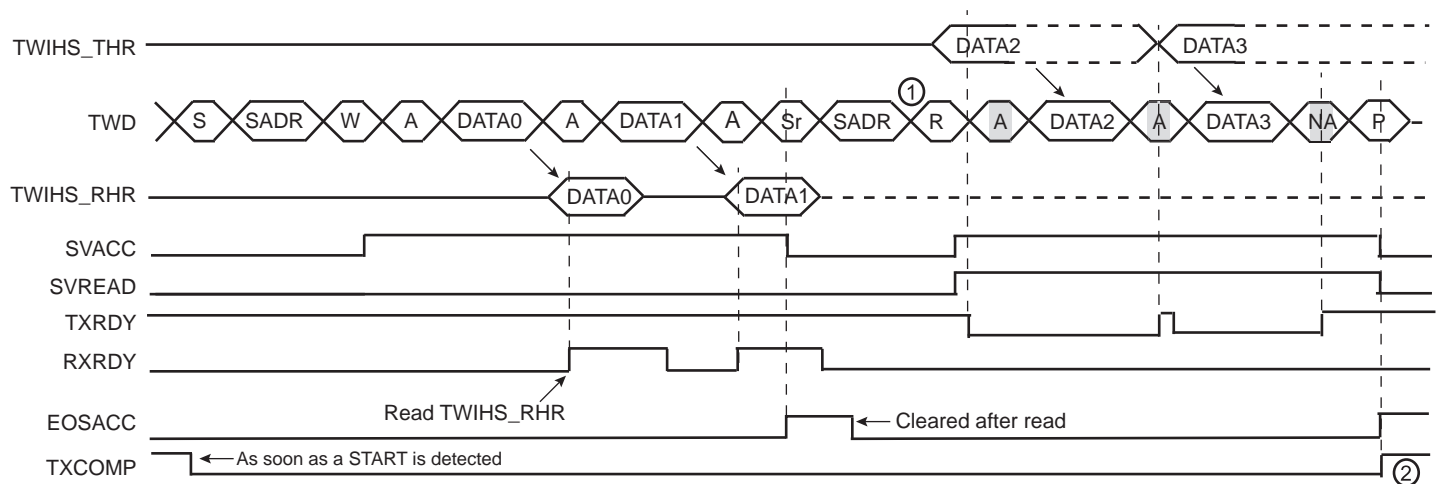 TWIHS_THR DATA2 DATA3
①
TWD S SADR W A DATA0 A DATA1 A Sr SADR R A DATA2 A DATA3 NA P
TWIHS_RHR DATA0 DATA1
SVACC
SVREAD
TXRDY
RXRDY
Read TWIHS_RHR
EOSACC Cleared after read
TXCOMP As soon as a START is detected ②